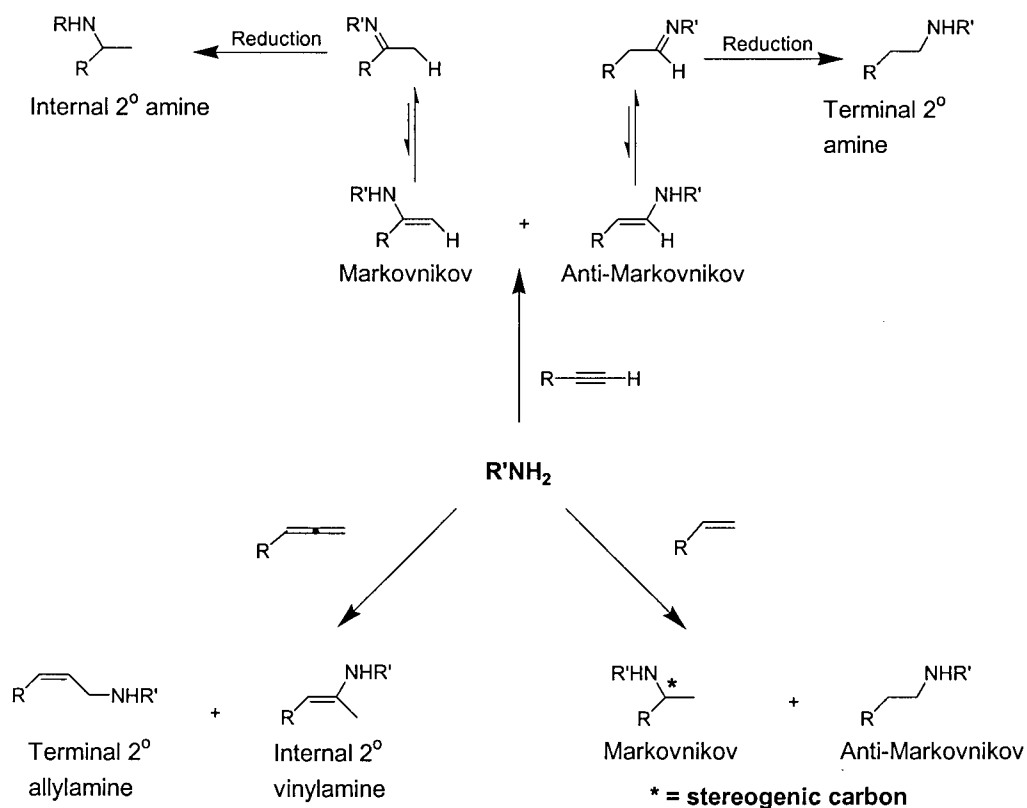 RHN
R
Reduction
R'N
R
H
NR'
H
Reduction
NHR'
R
Internal 2° amine
Terminal 2°
amine
R'HN
R
H
+
NHR'
R
H
Markovnikov
Anti-Markovnikov
R
H
R'NH₂
R
R
R
NHR'
+
NHR'
R
R'HN
*
R
+
NHR'
R
Terminal 2°
allylamine
Internal 2°
vinylamine
Markovnikov
Anti-Markovnikov
* = stereogenic carbon